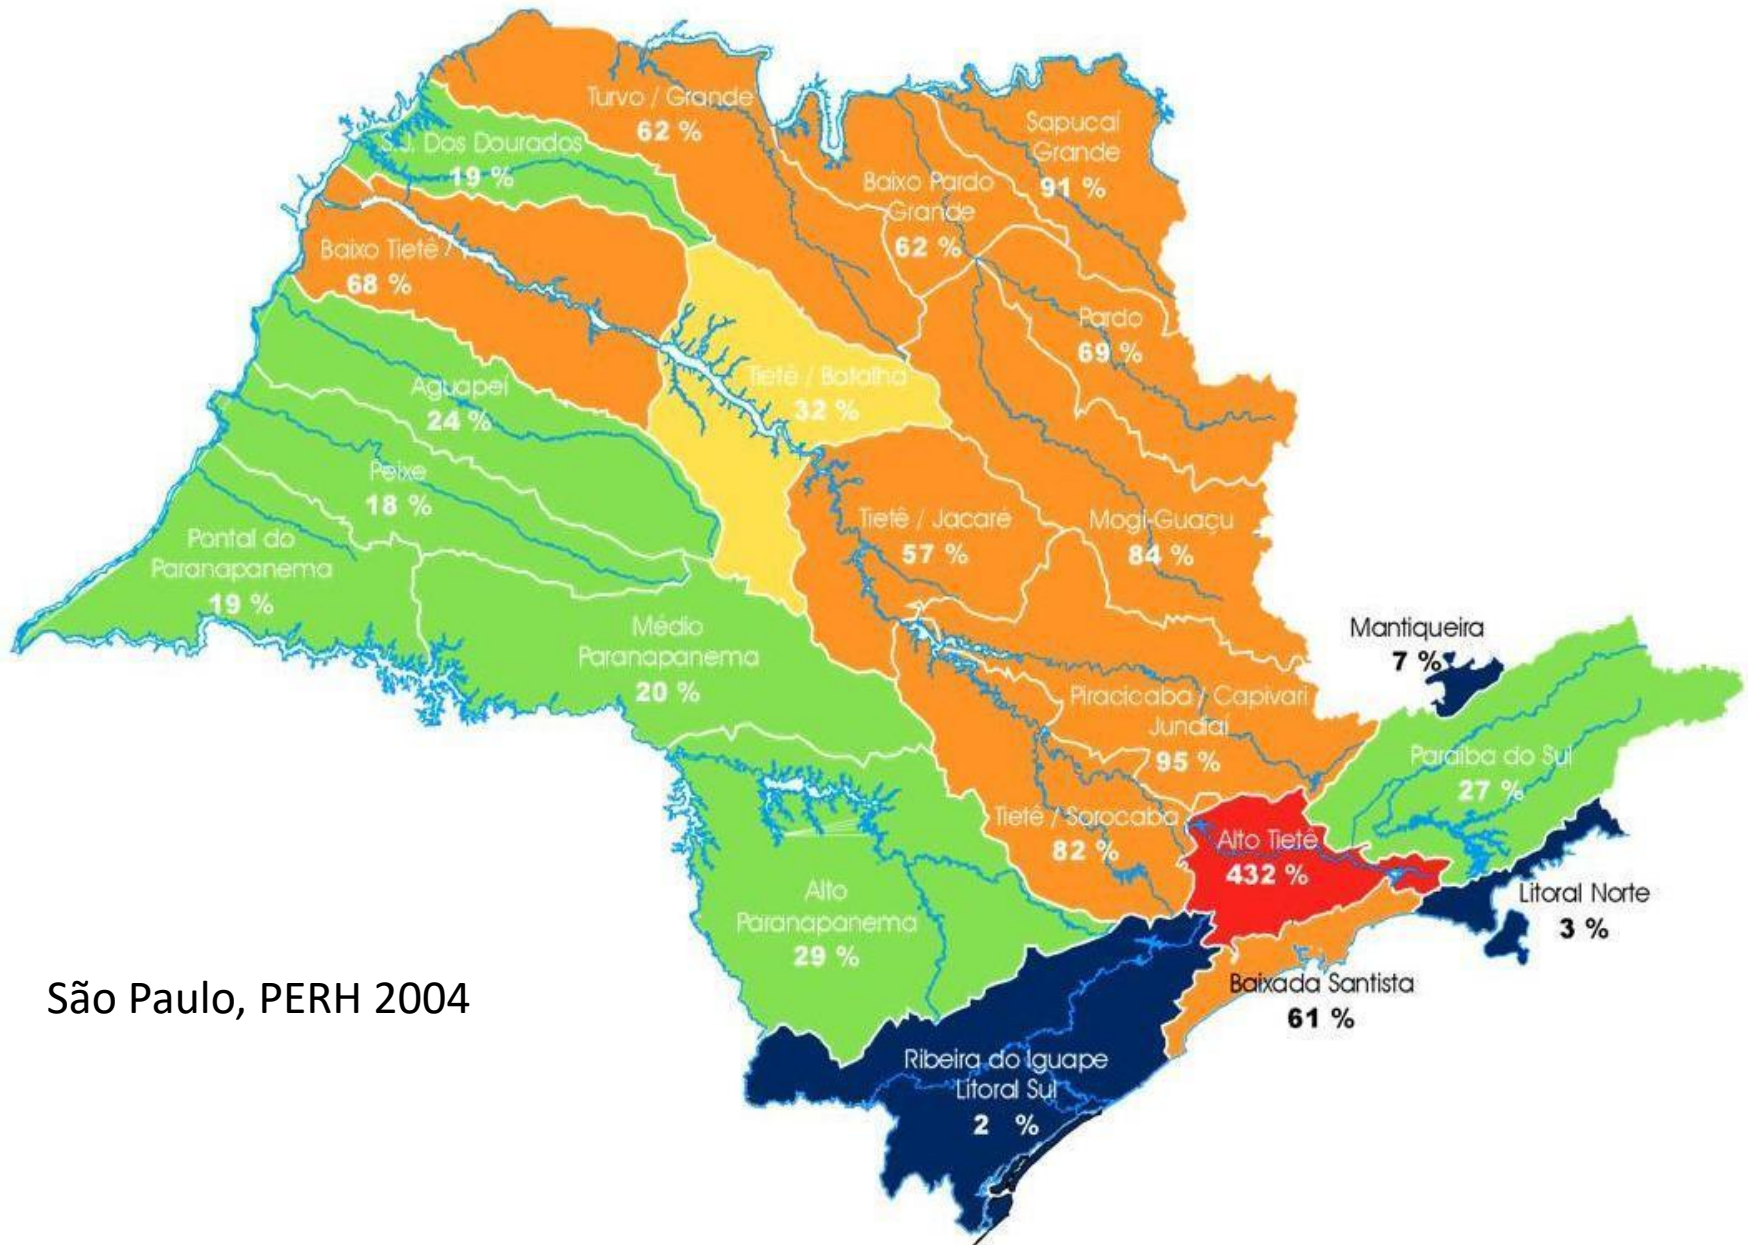 Turvo / Grande
62 %
S.J. Dos Dourados
19 %
Sapucaí
Grande
91 %
Baixo Pardo
Grande
62 %
Baixo Tietê /
68 %
Pardo
69 %
Tietê / Batalha
32 %
Aguapeí
24 %
Peixe
18 %
Tietê / Jacaré
57 %
Mogi-Guaçu
84 %
Pontal do
Paranapanema
19 %
Médio
Paranapanema
20 %
Mantiqueira
7 %
Piracicaba / Capivari
Jundiaí
95 %
Paraíba do Sul
27 %
Tietê / Sorocaba
82 %
Alto Tietê
432 %
Alto
Paranapanema
29 %
Litoral Norte
3 %
Baixada Santista
61 %
São Paulo, PERH 2004
Ribeira do Iguape
Litoral Sul
2 %